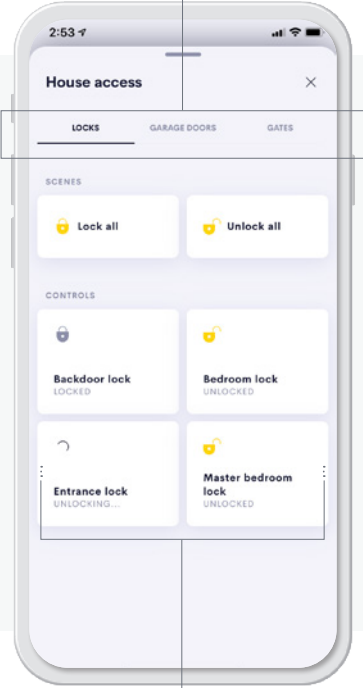 2:53
House access
LOCKS GARAGE DOORS GATES
SCENES
Lock all Unlock all
CONTROLS
Backdoor lock Bedroom lock
LOCKED UNLOCKED
Entrance lock
UNLOCKING...
Master bedroom
lock
UNLOCKED